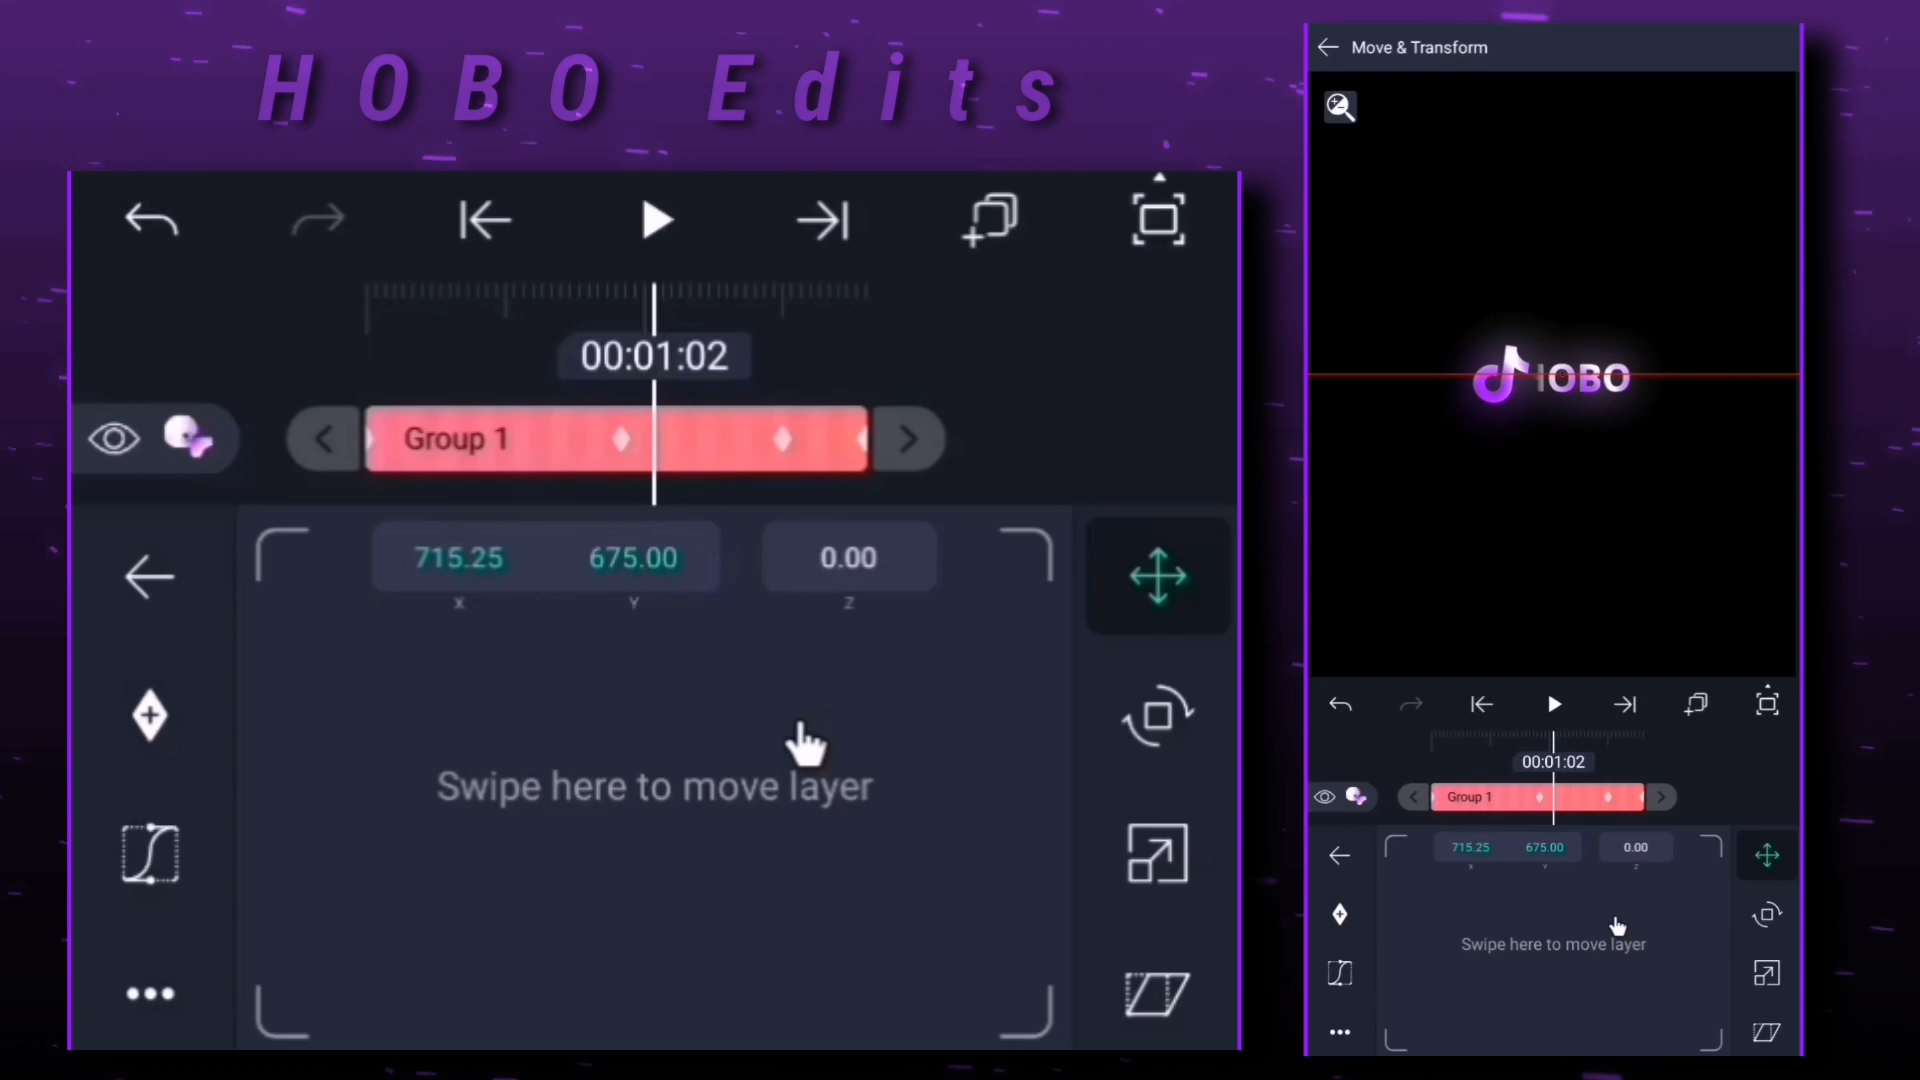 HOBO Edits
00:01:02
Group 1
715.25 675.00 0.00
X Y Z
Swipe here to move layer
Move & Transform
HOBO
00:01:02
Group 1
715.25 675.00 0.00
X Y Z
Swipe here to move layer